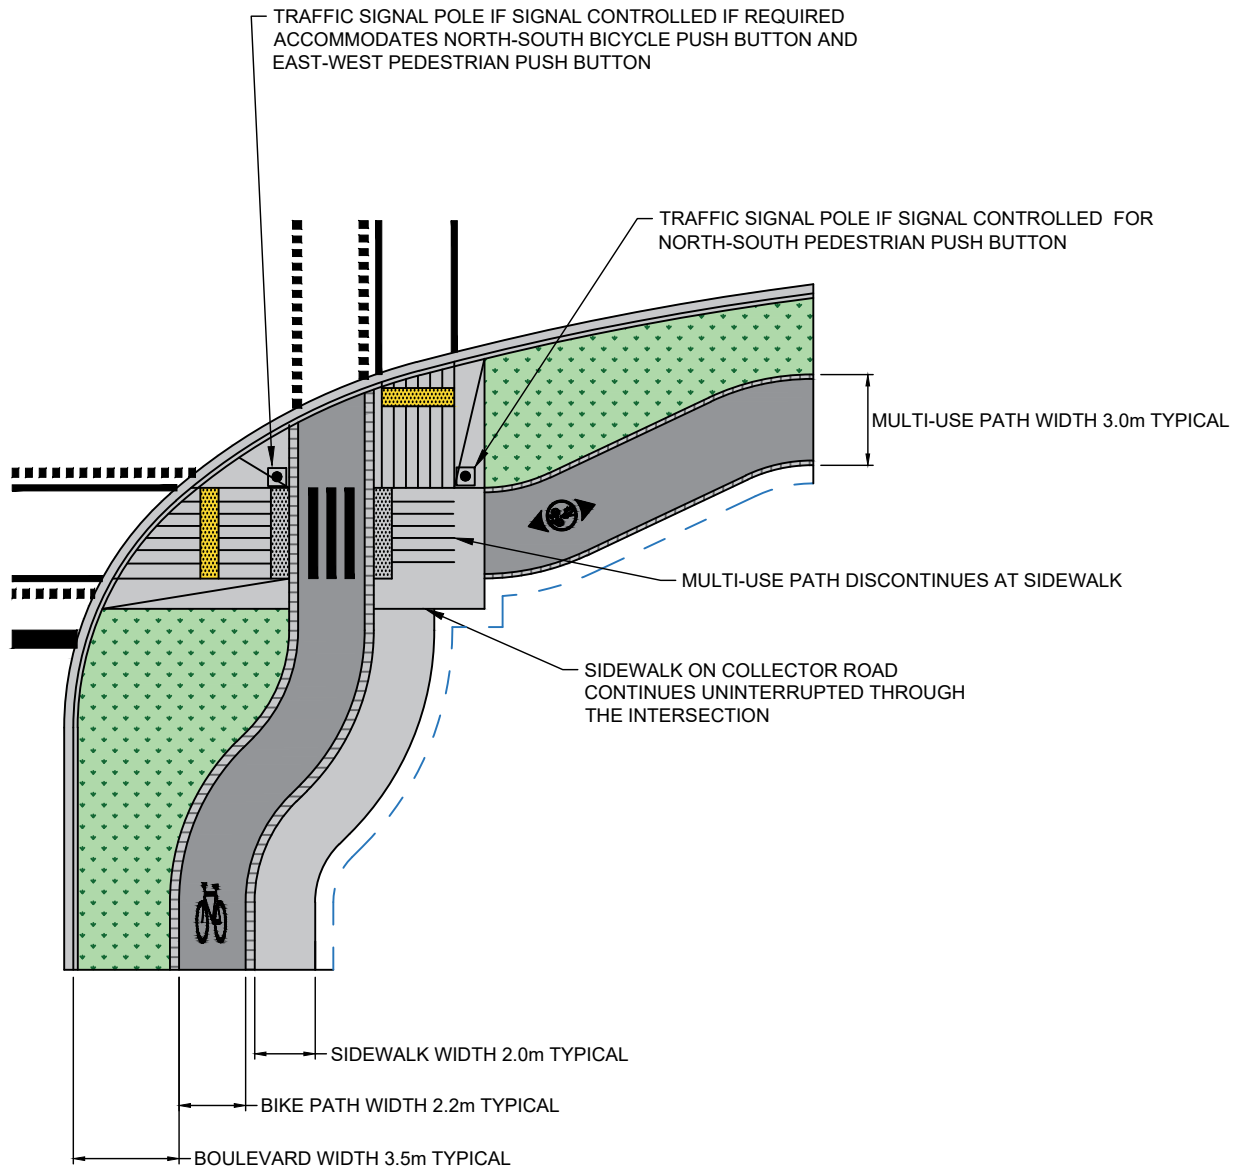 TRAFFIC SIGNAL POLE IF SIGNAL CONTROLLED IF REQUIRED
ACCOMMODATES NORTH-SOUTH BICYCLE PUSH BUTTON AND
EAST-WEST PEDESTRIAN PUSH BUTTON
TRAFFIC SIGNAL POLE IF SIGNAL CONTROLLED FOR
NORTH-SOUTH PEDESTRIAN PUSH BUTTON
MULTI-USE PATH WIDTH 3.0m TYPICAL
MULTI-USE PATH DISCONTINUES AT SIDEWALK
SIDEWALK ON COLLECTOR ROAD
CONTINUES UNINTERRUPTED THROUGH
THE INTERSECTION
SIDEWALK WIDTH 2.0m TYPICAL
BIKE PATH WIDTH 2.2m TYPICAL
BOULEVARD WIDTH 3.5m TYPICAL